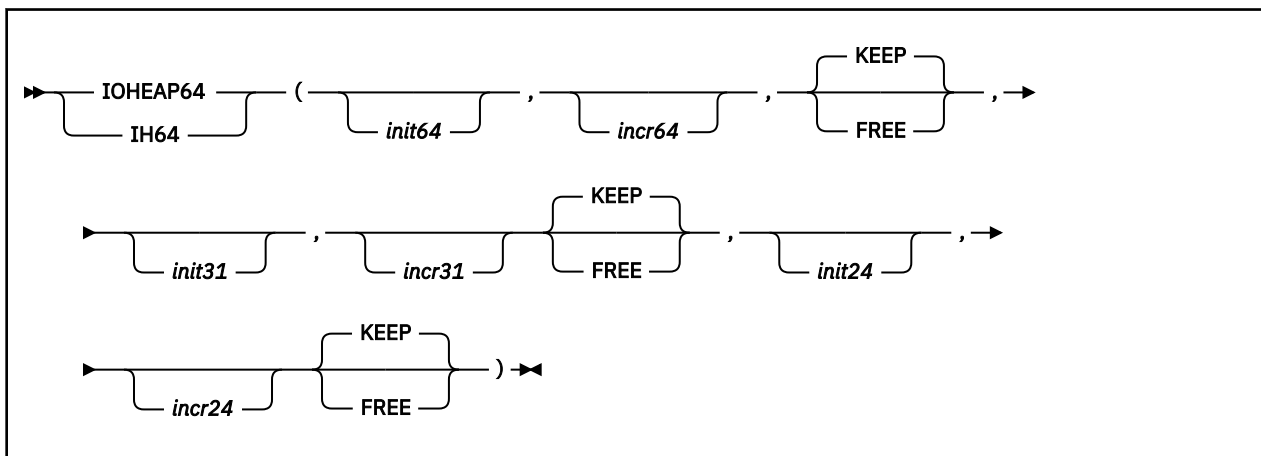 KEEP
IOHEAP64 ( , , ,
IH64 init64 incr64 FREE
KEEP
, , ,
init31 incr31 FREE init24
KEEP
)
incr24 FREE